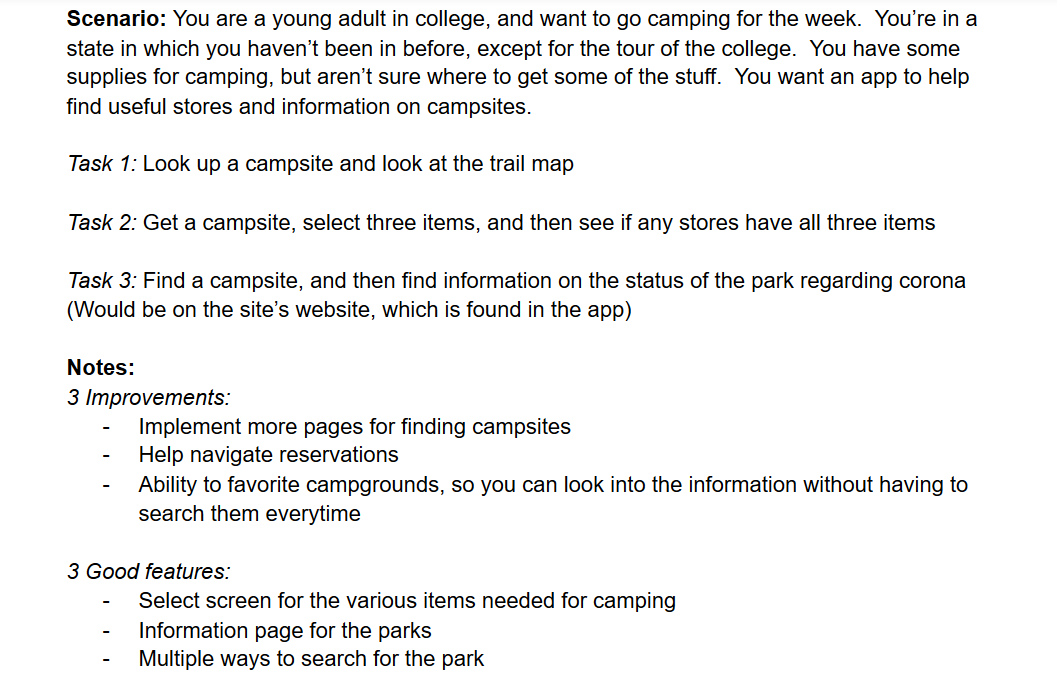 Scenario: You are a young adult in college, and want to go camping for the week.  You’re in a
state in which you haven’t been in before, except for the tour of the college.  You have some
supplies for camping, but aren’t sure where to get some of the stuff.  You want an app to help
find useful stores and information on campsites.
Task 1: Look up a campsite and look at the trail map
Task 2: Get a campsite, select three items, and then see if any stores have all three items
Task 3: Find a campsite, and then find information on the status of the park regarding corona
(Would be on the site’s website, which is found in the app)
Notes:
3 Improvements:
- Implement more pages for finding campsites
- Help navigate reservations
- Ability to favorite campgrounds, so you can look into the information without having to
search them everytime
3 Good features:
- Select screen for the various items needed for camping
- Information page for the parks
- Multiple ways to search for the park